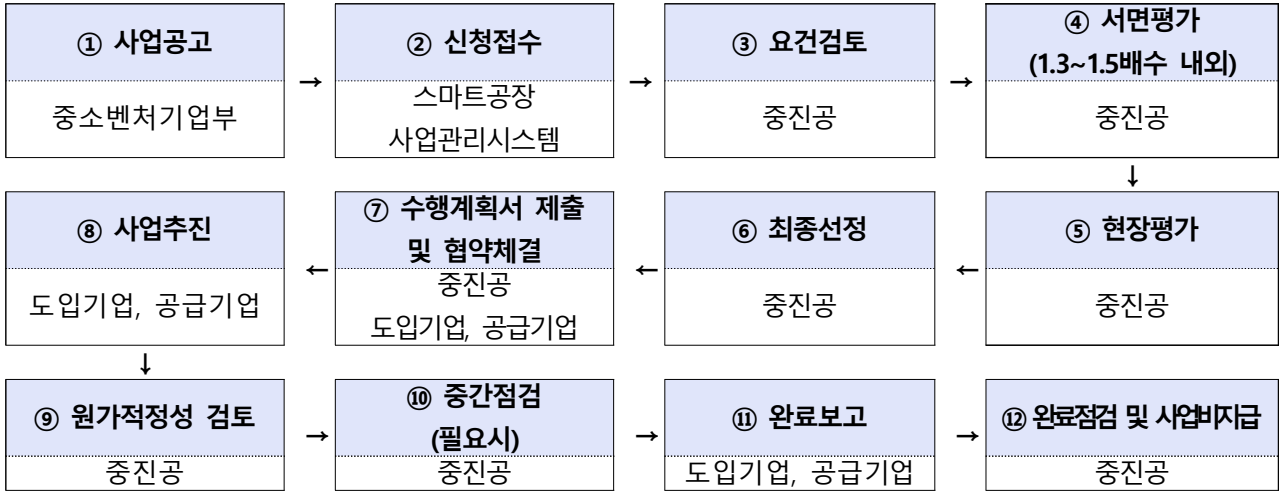 ① 사업공고
중소벤처기업부
→
② 신청접수
스마트공장
사업관리시스템
→
③ 요건검토
중진공
→
④ 서면평가
(1.3~1.5배수 내외)
중진공
↓
⑤ 현장평가
중진공
←
⑥ 최종선정
중진공
←
⑦ 수행계획서 제출
및 협약체결
중진공
도입기업, 공급기업
←
⑧ 사업추진
도입기업, 공급기업
↓
⑨ 원가적정성 검토
중진공
→
⑩ 중간점검
(필요시)
중진공
→
⑪ 완료보고
도입기업, 공급기업
→
⑫ 완료점검 및 사업비지급
중진공